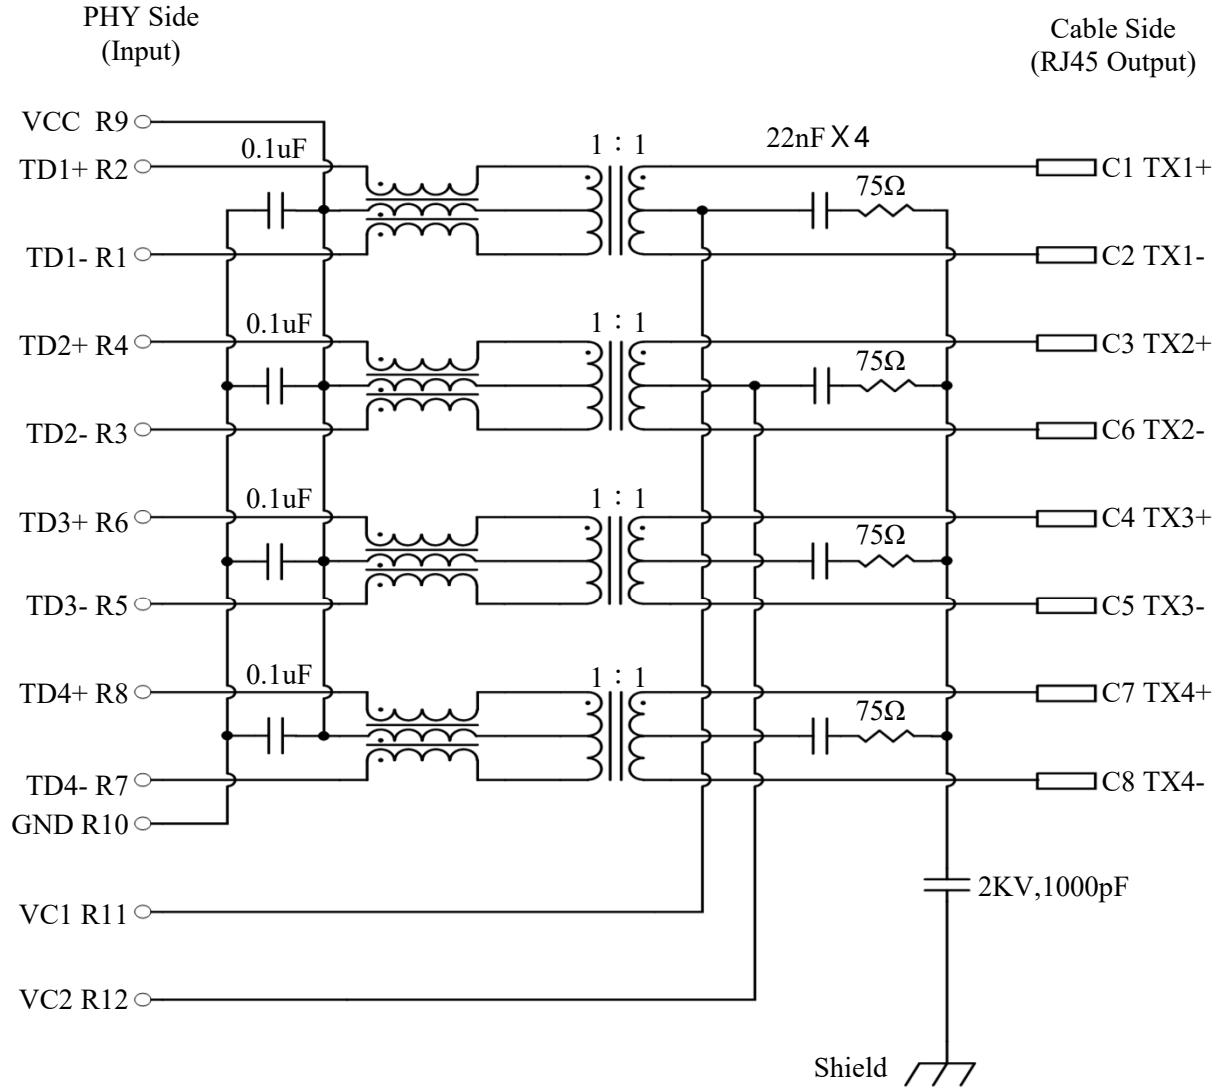 PHY Side
(Input)
Cable Side
(RJ45 Output)
VCC R9
0.1uF
1 : 1
22nF X 4
TD1+ R2
C1 TX1+
75Ω
TD1- R1
C2 TX1-
0.1uF
1 : 1
TD2+ R4
C3 TX2+
75Ω
TD2- R3
C6 TX2-
0.1uF
1 : 1
TD3+ R6
C4 TX3+
75Ω
TD3- R5
C5 TX3-
0.1uF
1 : 1
TD4+ R8
C7 TX4+
75Ω
TD4- R7
C8 TX4-
GND R10
2KV,1000pF
VC1 R11
VC2 R12
Shield